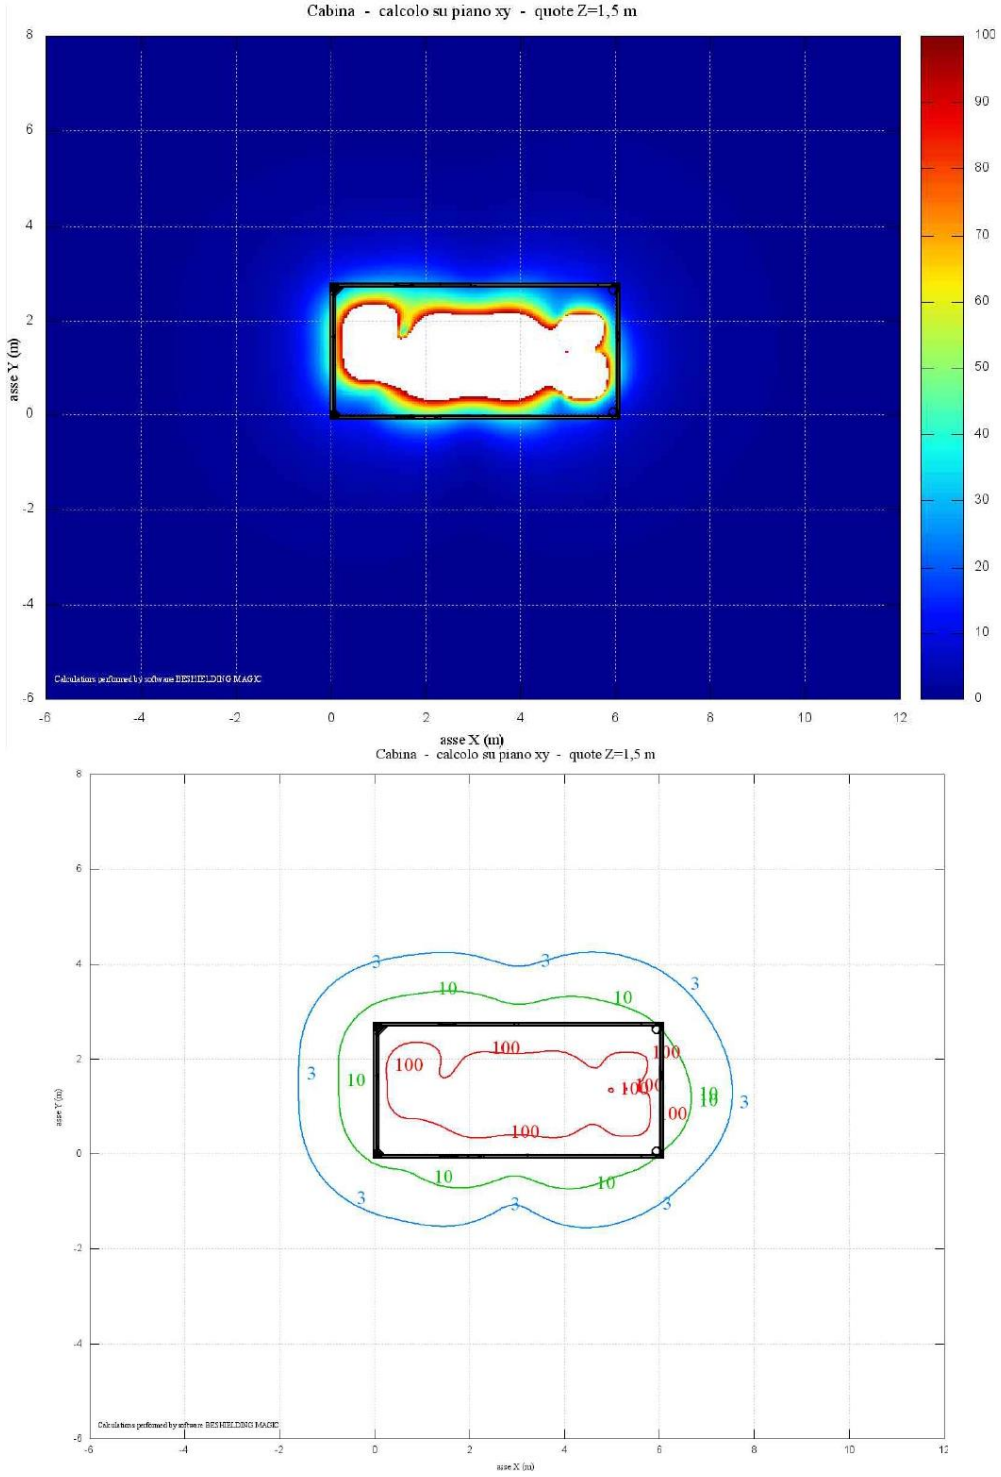 Cabina - calcolo su piano xy - quote Z=1,5 m
8
6
4
2
0
-2
-4
-6
asse Y (m)
100
90
80
70
60
50
40
30
20
10
0
Calculations performed by software BESHIELDING MAGIC
-6 -4 -2 0 2 4 6 8 10 12
asse X (m)
Cabina - calcolo su piano xy - quote Z=1,5 m
8
6
4
2
0
-2
-4
-6
asse Y (m)
3 3 3
10 10
100 100 100
3 10 100 100 10 10 3
100 100
10 10
3 3 3
Calculations performed by software BESHIELDING MAGIC
-6 -4 -2 0 2 4 6 8 10 12
asse X (m)